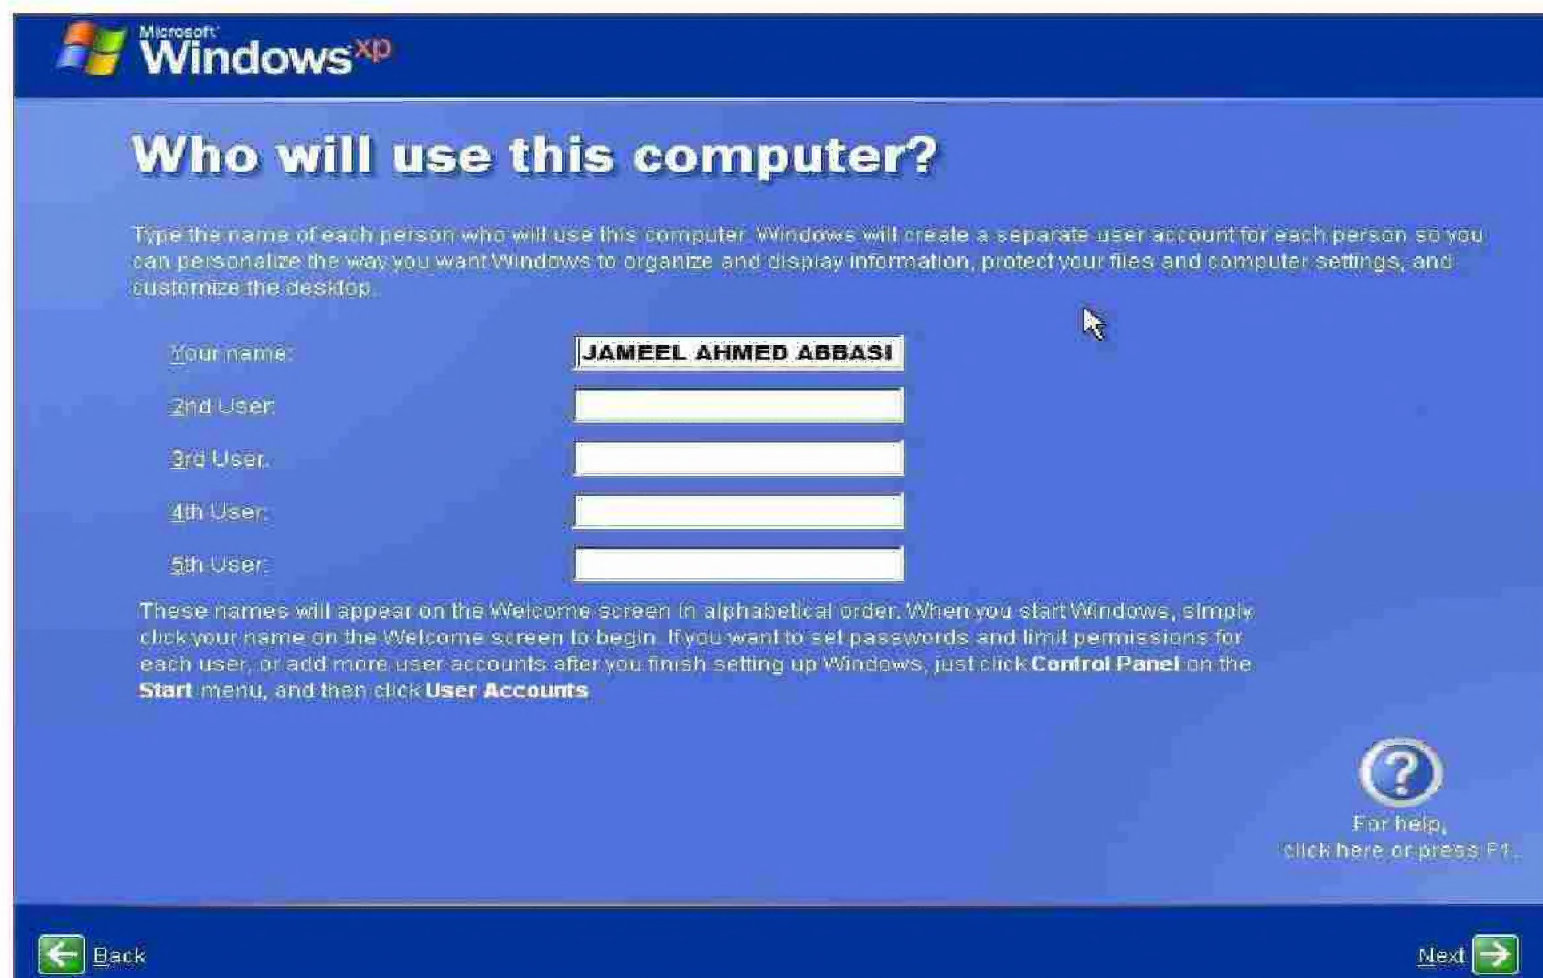 Microsoft
Windows xp
Who will use this computer?
Type the name of each person who will use this computer. Windows will create a separate user account for each person so you
can personalize the way you want Windows to organize and display information, protect your files and computer settings, and
customize the desktop.
Your name: JAMEEL AHMED ABBASI
2nd User:
3rd User:
4th User:
5th User:
These names will appear on the Welcome screen in alphabetical order. When you start Windows, simply
click your name on the Welcome screen to begin. If you want to set passwords and limit permissions for
each user, or add more user accounts after you finish setting up Windows, just click Control Panel on the
Start menu, and then click User Accounts
For help,
click here or press F1.
Back
Next